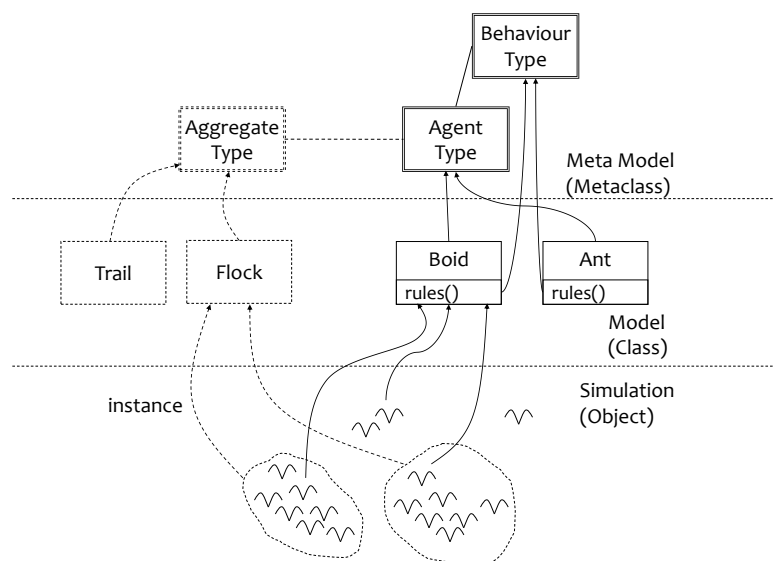 Behaviour
Type
Aggregate
Type
Agent
Type
Meta Model
(Metaclass)
Trail
Flock
Boid
rules()
Ant
rules()
Model
(Class)
instance
Simulation
(Object)